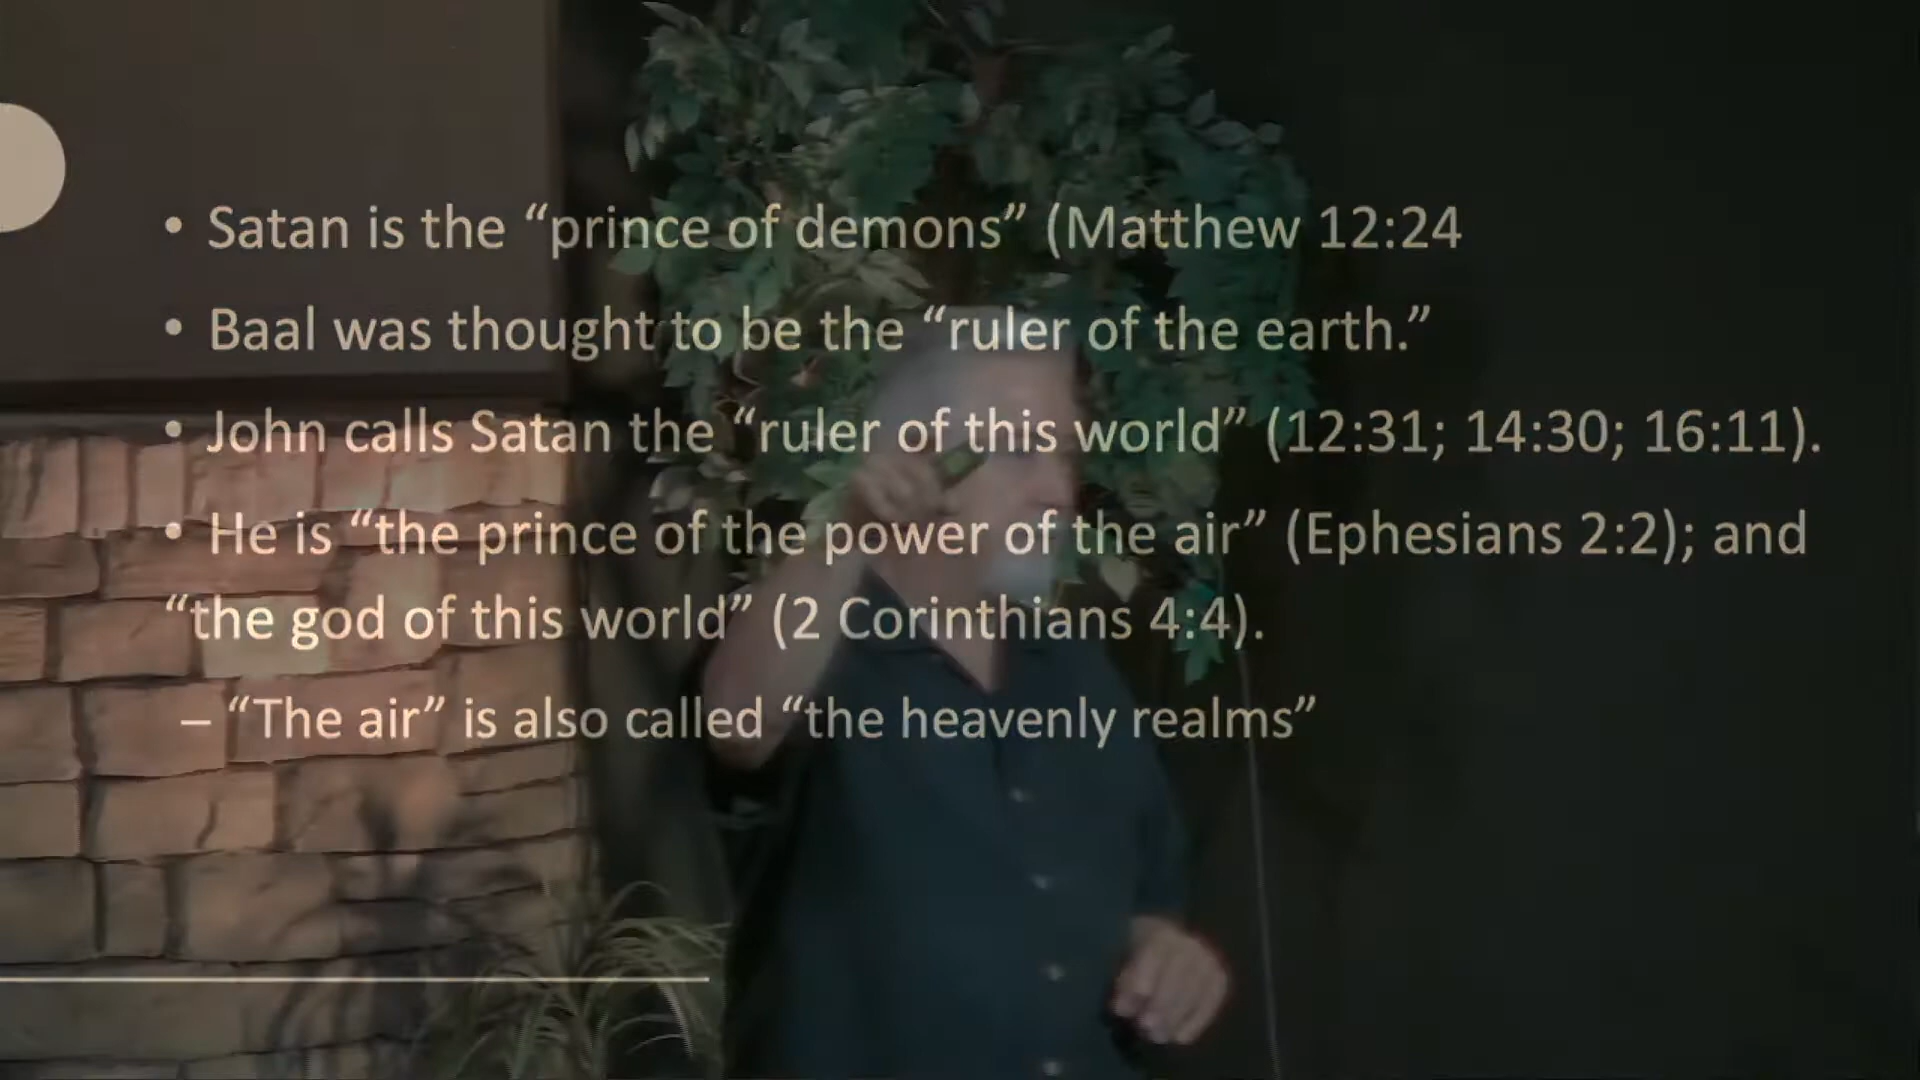 • Satan is the “prince of demons” (Matthew 12:24
• Baal was thought to be the “ruler of the earth.”
• John calls Satan the “ruler of this world” (12:31; 14:30; 16:11).
• He is “the prince of the power of the air” (Ephesians 2:2); and
“the god of this world” (2 Corinthians 4:4).
– “The air” is also called “the heavenly realms”